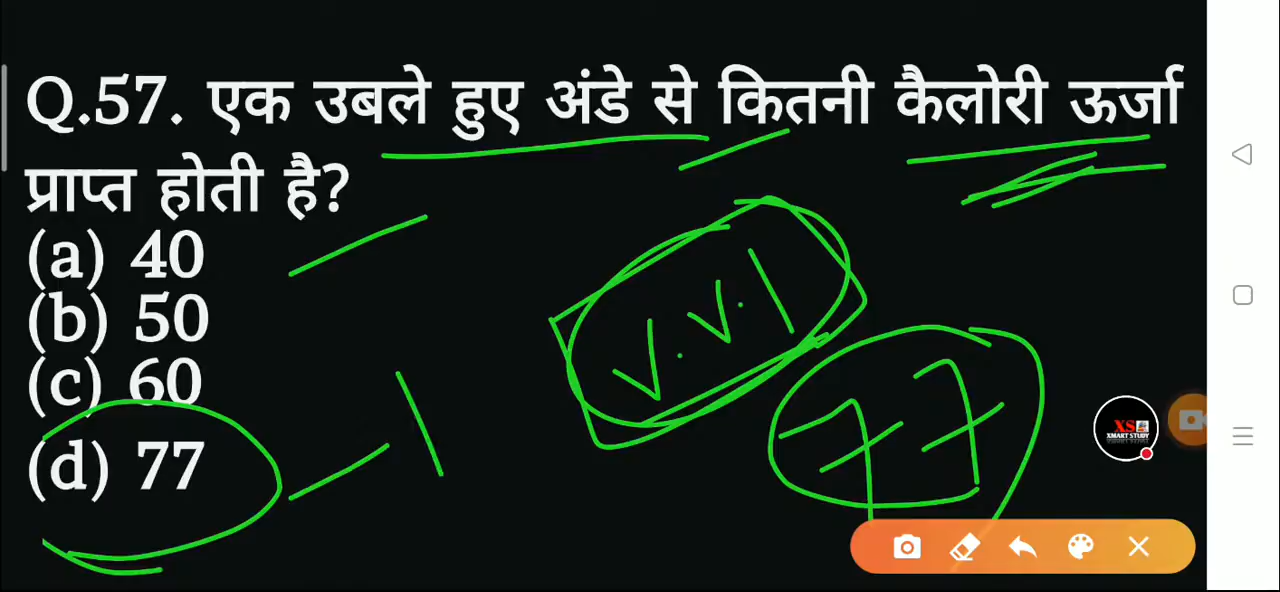 Q.57. एक उबले हुए अंडे से कितनी कैलोरी ऊर्जा
प्राप्त होती है?
(a) 40
(b) 50
(c) 60
(d) 77
V.V.I
77
XS
XMART STUDY